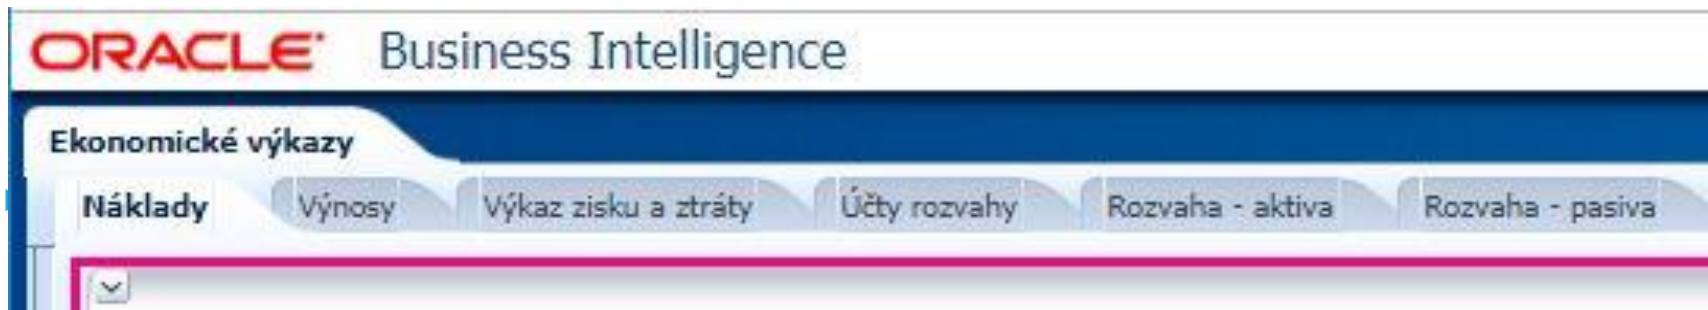 ORACLE Business Intelligence
Ekonomické výkazy
Náklady Výnosy Výkaz zisku a ztráty Účty rozvahy Rozvaha - aktiva Rozvaha - pasiva